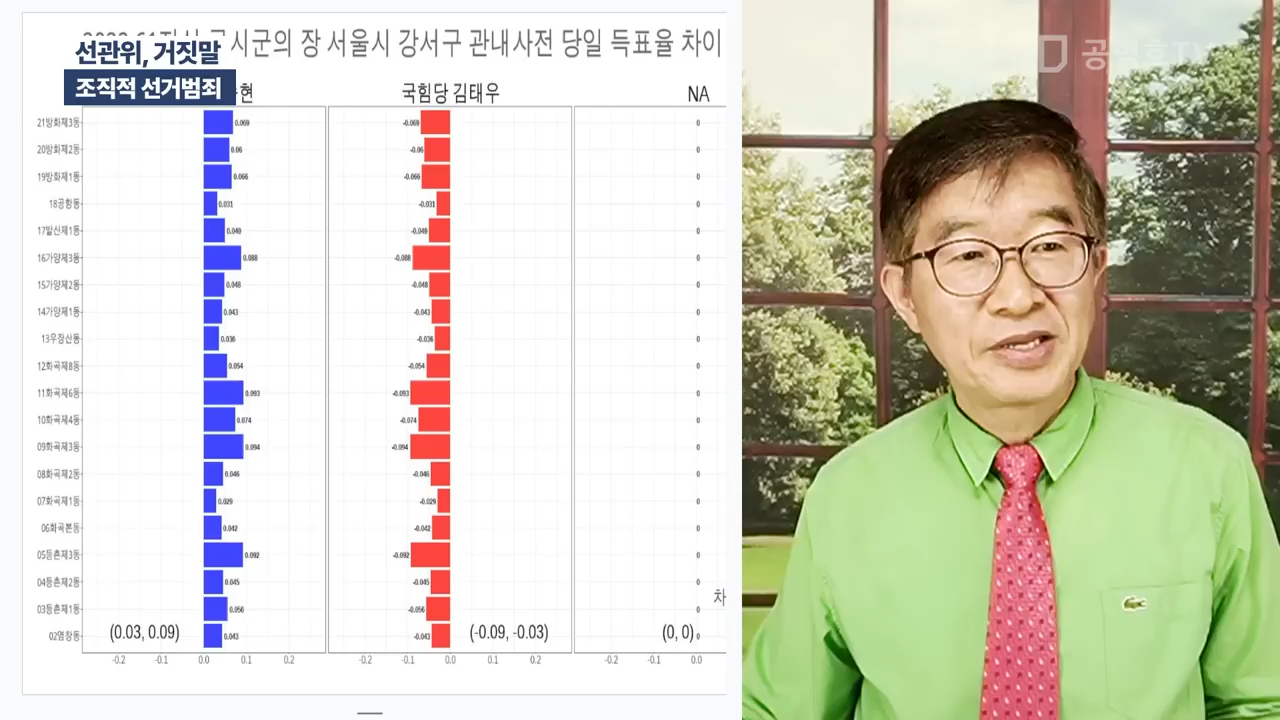 선관위, 거짓말
시군의 장 서울시 강서구 관내사전 당일 득표율 차이
조직적 선거범죄
현
국힘당 김태우
NA
21방화제3동 0.069 -0.069 0
20방화제2동 0.06 -0.06 0
19방화제1동 0.066 -0.066 0
18공항동 0.031 -0.031 0
17발산제1동 0.049 -0.049 0
16가양제3동 0.088 -0.088 0
15가양제2동 0.048 -0.048 0
14가양제1동 0.043 -0.043 0
13우장산동 0.036 -0.036 0
12화곡제8동 0.054 -0.054 0
11화곡제6동 0.093 -0.093 0
10화곡제4동 0.074 -0.074 0
09화곡제3동 0.094 -0.094 0
08화곡제2동 0.046 -0.046 0
07화곡제1동 0.029 -0.029 0
06화곡본동 0.042 -0.042 0
05등촌제3동 0.092 -0.092 0
04등촌제2동 0.045 -0.045 0
03등촌제1동 0.056 -0.056 0
차
02염창동 (0.03, 0.09) 0.043 -0.043 (-0.09, -0.03) (0, 0) 0
-0.2 -0.1 0.0 0.1 0.2 -0.2 -0.1 0.0 0.1 0.2 -0.2 -0.1 0.0